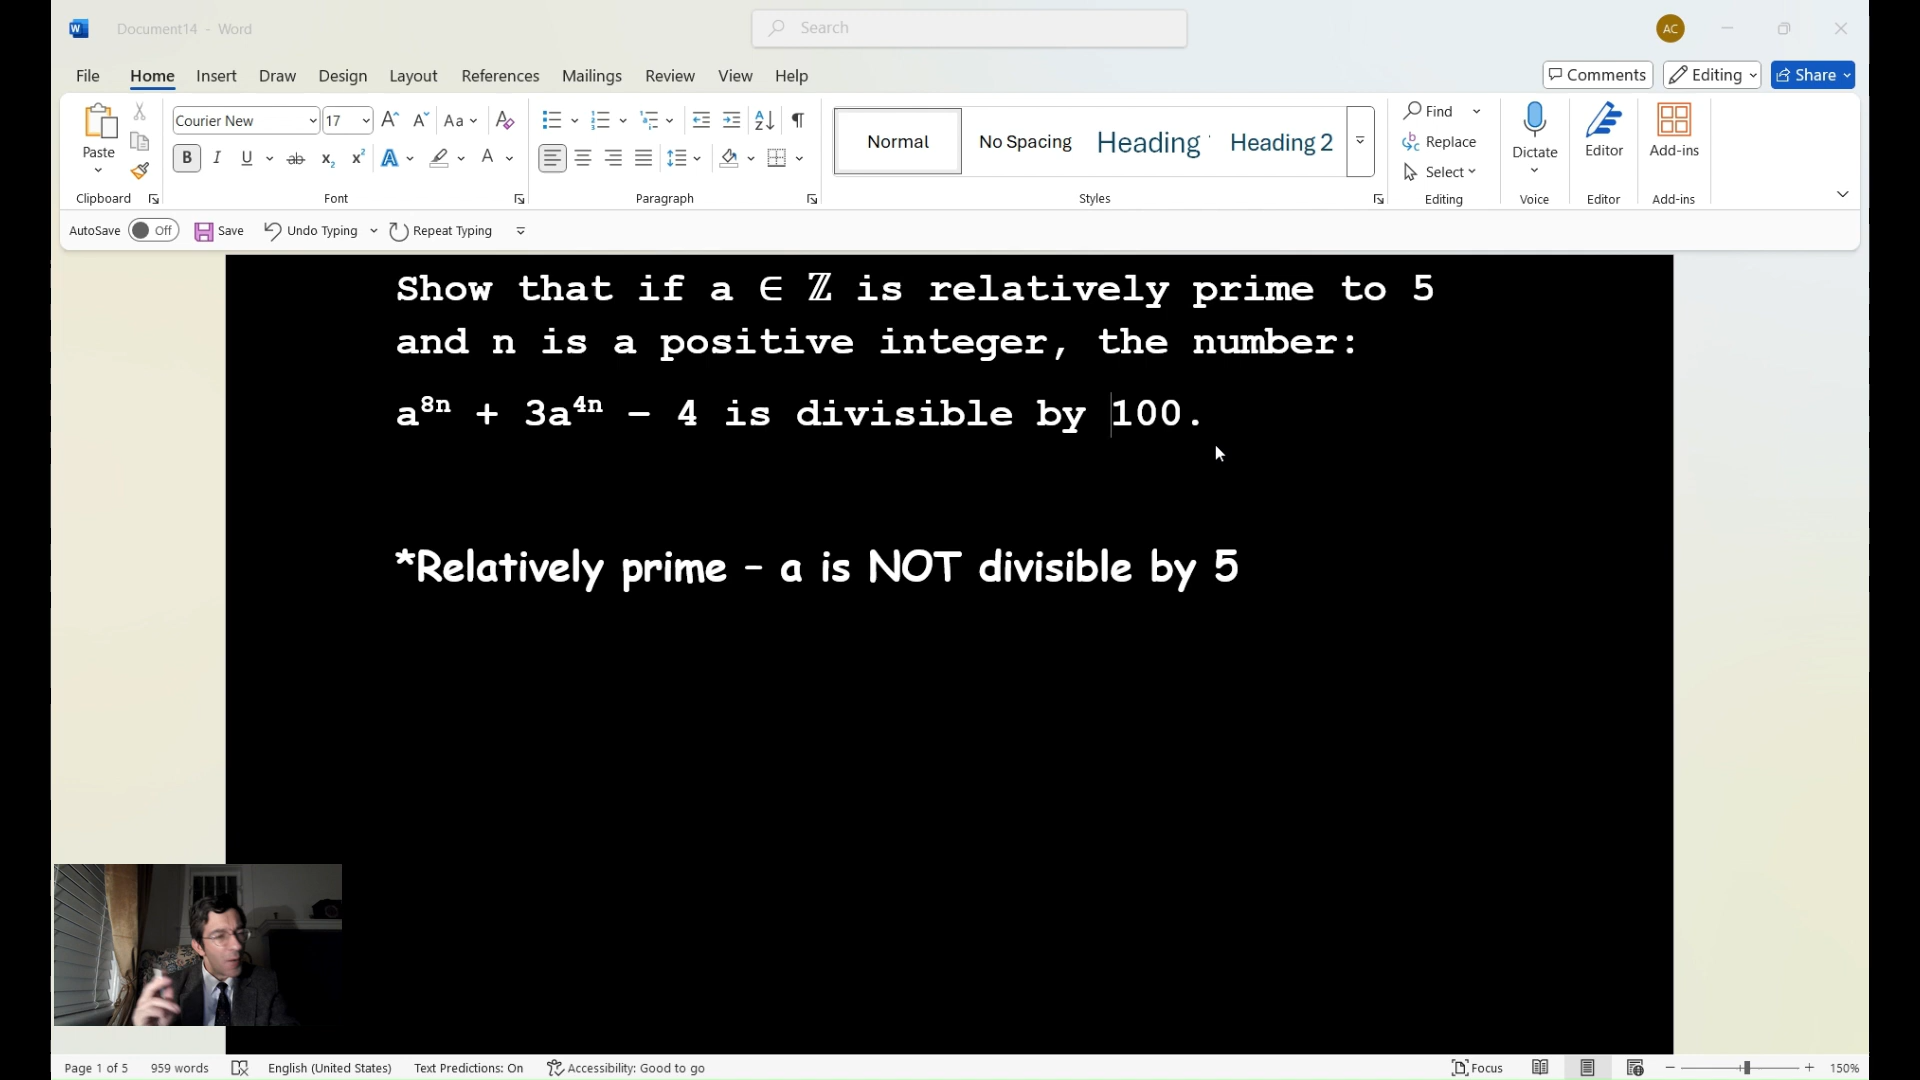 Document14 - Word
Search
AC
File Home Insert Draw Design Layout References Mailings Review View Help
Comments Editing Share
Paste
Courier New 17
Aa
B I U ab x₂ x² A A
Normal No Spacing Heading Heading 2
Find
Replace
Select
Dictate
Editor
Add-ins
Clipboard Font Paragraph Styles Editing Voice Editor Add-ins
AutoSave Off Save Undo Typing Repeat Typing
Show that if a ∈ ℤ is relatively prime to 5
and n is a positive integer, the number:
a⁸ⁿ + 3a⁴ⁿ – 4 is divisible by 100.
*Relatively prime – a is NOT divisible by 5
Page 1 of 5 959 words English (United States) Text Predictions: On Accessibility: Good to go Focus 150%